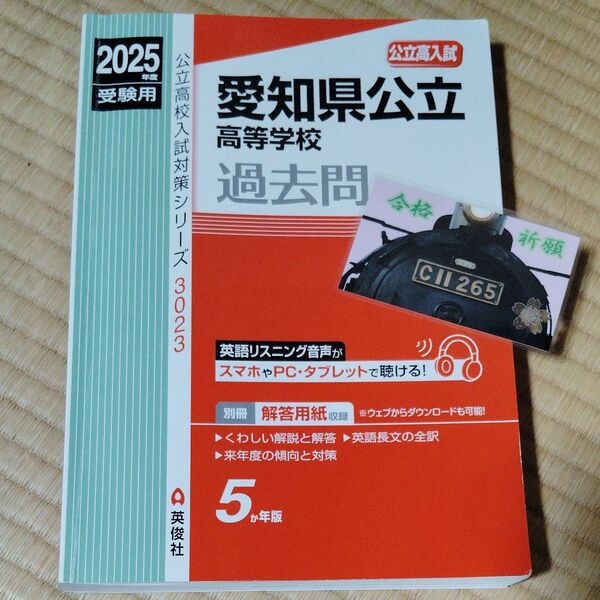 2025年度
受験用
公立高校入試対策シリーズ 3023
英俊社
公立高入試
愛知県公立
高等学校
過去問
合格
祈願
C11 265
英語リスニング音声が
スマホやPC・タブレットで聴ける!
別冊 解答用紙収録 ※ウェブからダウンロードも可能!
▶くわしい解説と解答 ▶英語長文の全訳
▶来年度の傾向と対策
5か年版